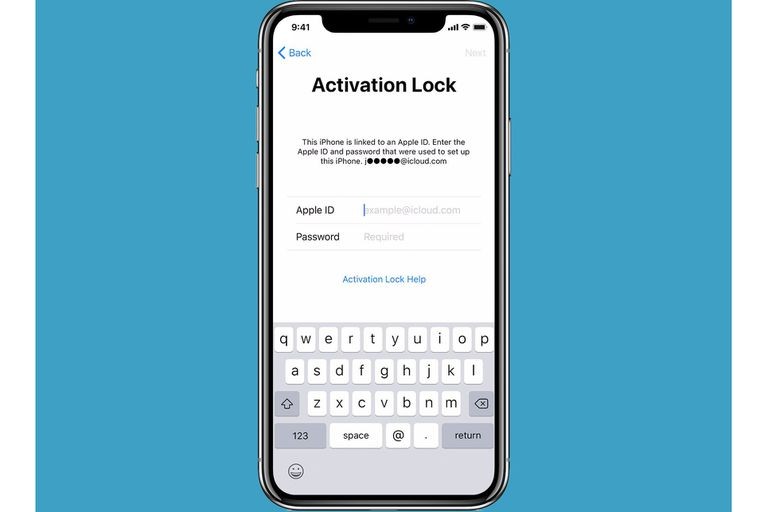 9:41
Back Next
Activation Lock
This iPhone is linked to an Apple ID. Enter the
Apple ID and password that were used to set up
this iPhone. j●●●●●@icloud.com
Apple ID example@icloud.com
Password Required
Activation Lock Help
q w e r t y u i o p
a s d f g h j k l
z x c v b n m
123 space @ . return